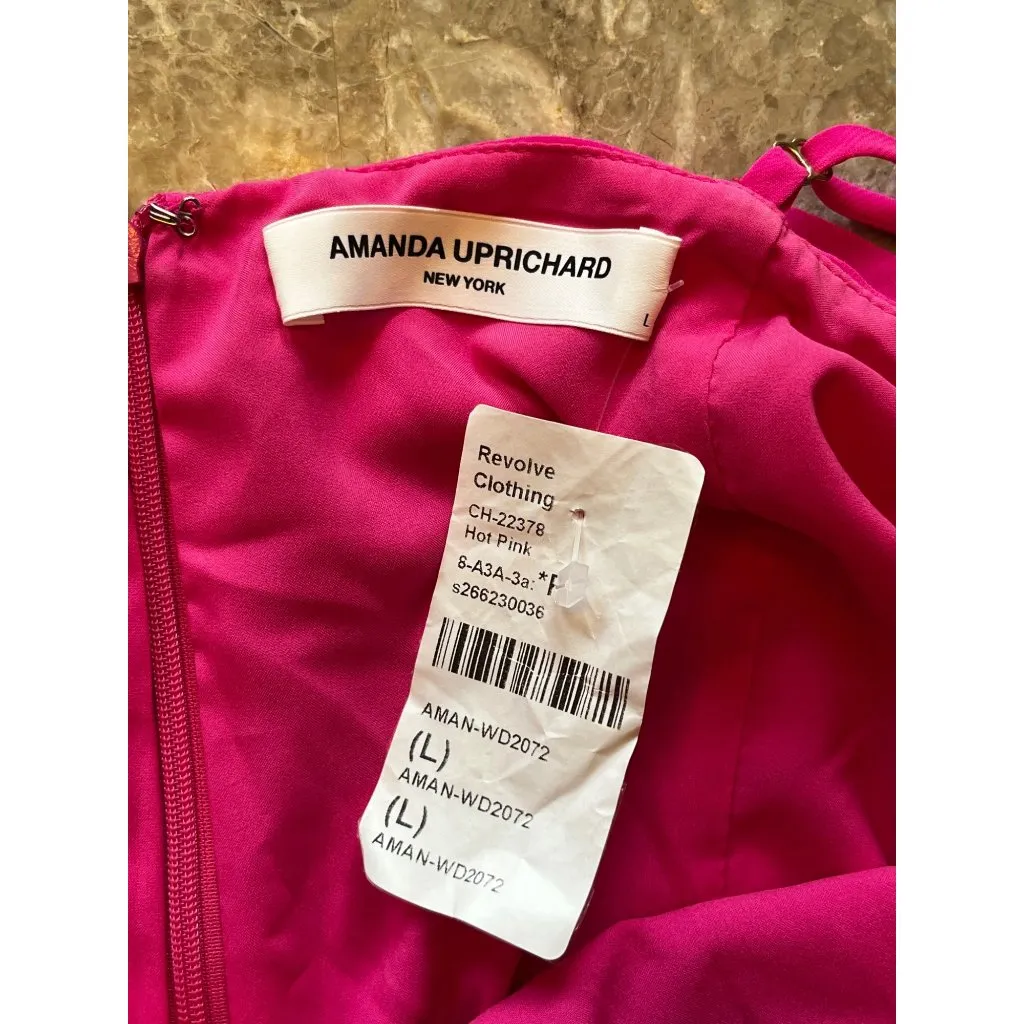 AMANDA UPRICHARD
NEW YORK
L
Revolve
Clothing
CH-22378
Hot Pink
8-A3A-3a:
s266230036
AMAN-WD2072
(L)
AMAN-WD2072
(L)
AMAN-WD2072